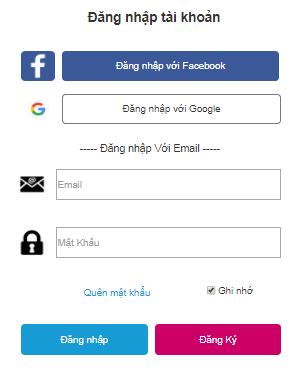 Đăng nhập tài khoản
Đăng nhập với Facebook
Đăng nhập với Google
----- Đăng nhập Với Email -----
Email
Mật Khẩu
Quên mật khẩu
Ghi nhớ
Đăng nhập
Đăng Ký